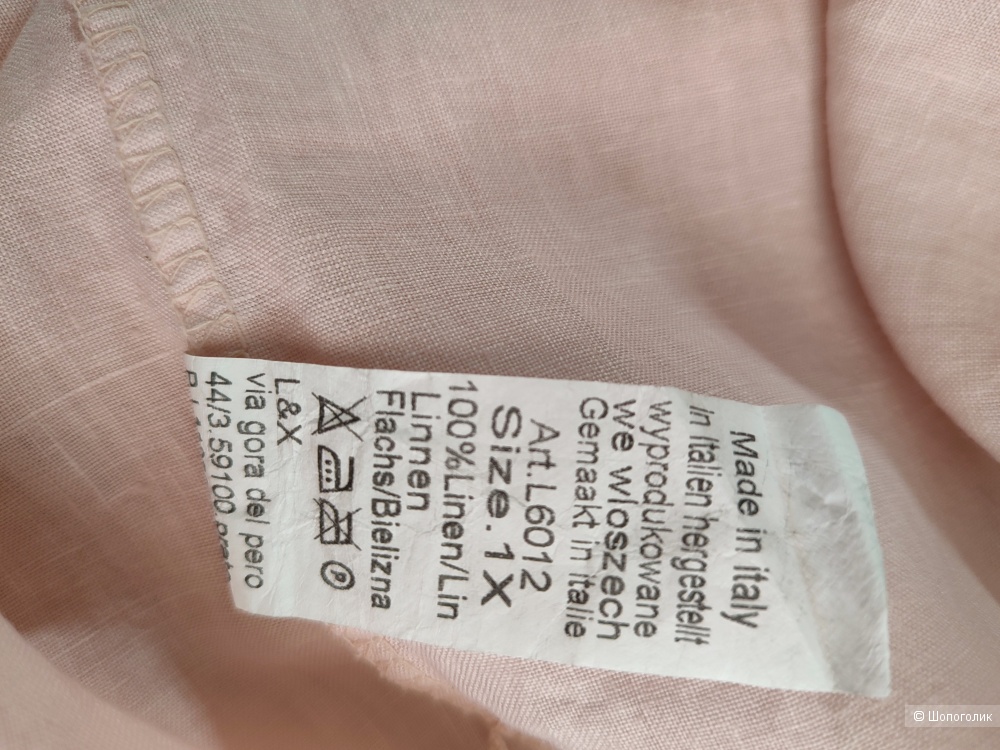 Made in italy
in Italien hergestellt
wyprodukowane
we wloszech
Gemaakt in italie
Art.L6012
Size.1X
100%Linen/Lin
Linnen
Flachs/Bielizna
P
L&X
via gora del pero
44/3.59100
© Шопоголик